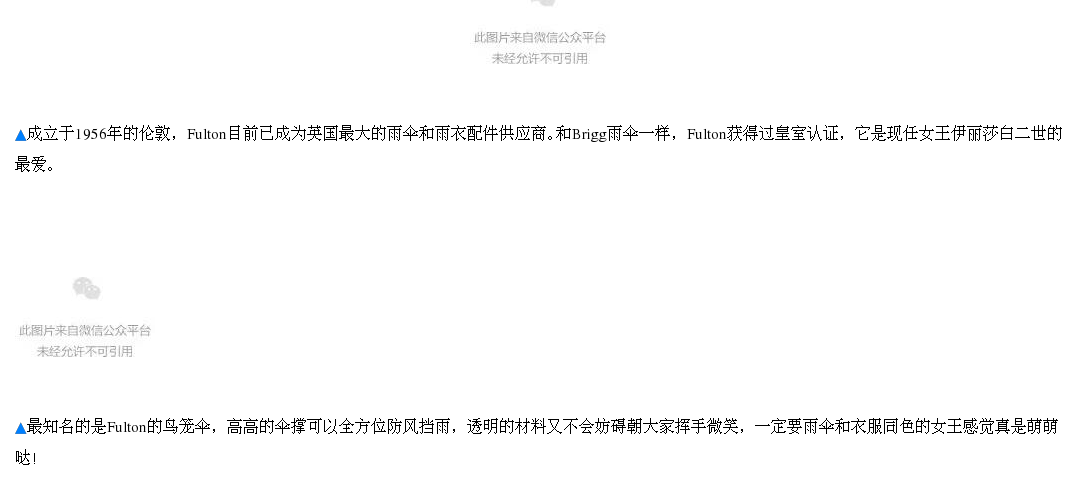 此图片来自微信公众平台
未经允许不可引用
▲成立于1956年的伦敦，Fulton目前已成为英国最大的雨伞和雨衣配件供应商。和Brigg雨伞一样，Fulton获得过皇室认证，它是现任女王伊丽莎白二世的
最爱。
此图片来自微信公众平台
未经允许不可引用
▲最知名的是Fulton的鸟笼伞，高高的伞撑可以全方位防风挡雨，透明的材料又不会妨碍朝大家挥手微笑，一定要雨伞和衣服同色的女王感觉真是萌萌
哒！